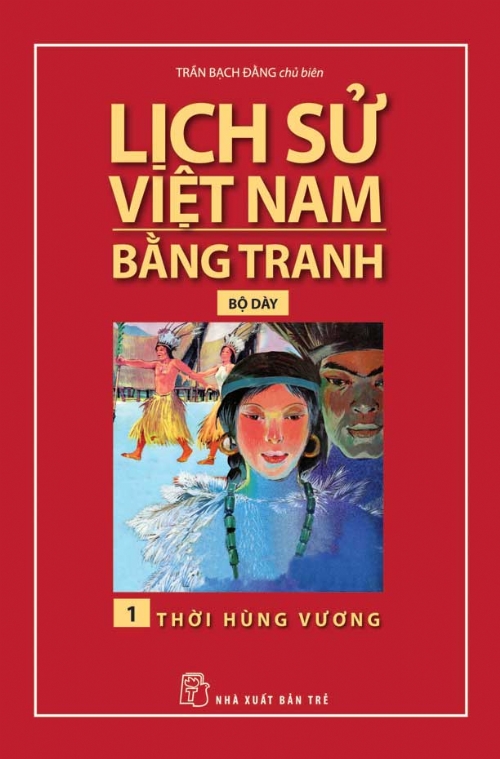 TRẦN BẠCH ĐẰNG chủ biên
LỊCH SỬ
VIỆT NAM
BẰNG TRANH
BỘ DÀY
1 THỜI HÙNG VƯƠNG
NHÀ XUẤT BẢN TRẺ